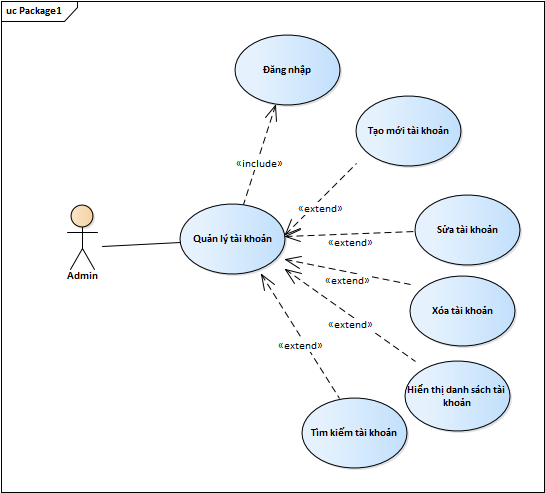 uc Package1
Đăng nhập
Tạo mới tài khoản
«include»
«extend»
Quản lý tài khoản
Sửa tài khoản
«extend»
Admin
«extend»
Xóa tài khoản
«extend»
«extend»
Hiển thị danh sách tài
khoản
Tìm kiếm tài khoản